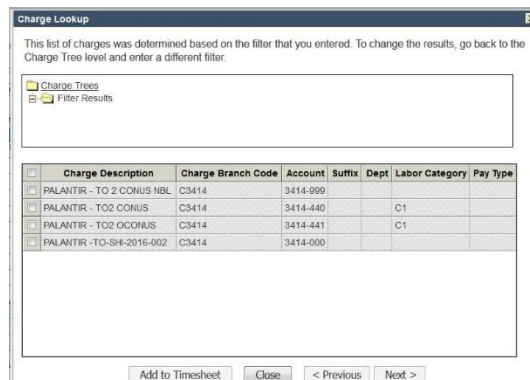 Charge Lookup
This list of charges was determined based on the filter that you entered. To change the results, go back to the
Charge Tree level and enter a different filter.
Charge Trees
Filter Results
Charge Description Charge Branch Code Account Suffix Dept Labor Category Pay Type
PALANTIR - TO 2 CONUS NBL C3414 3414-999
PALANTIR - TO2 CONUS C3414 3414-440 C1
PALANTIR - TO2 OCONUS C3414 3414-441 C1
PALANTIR -TO-SHI-2016-002 C3414 3414-000
Add to Timesheet Close < Previous Next >